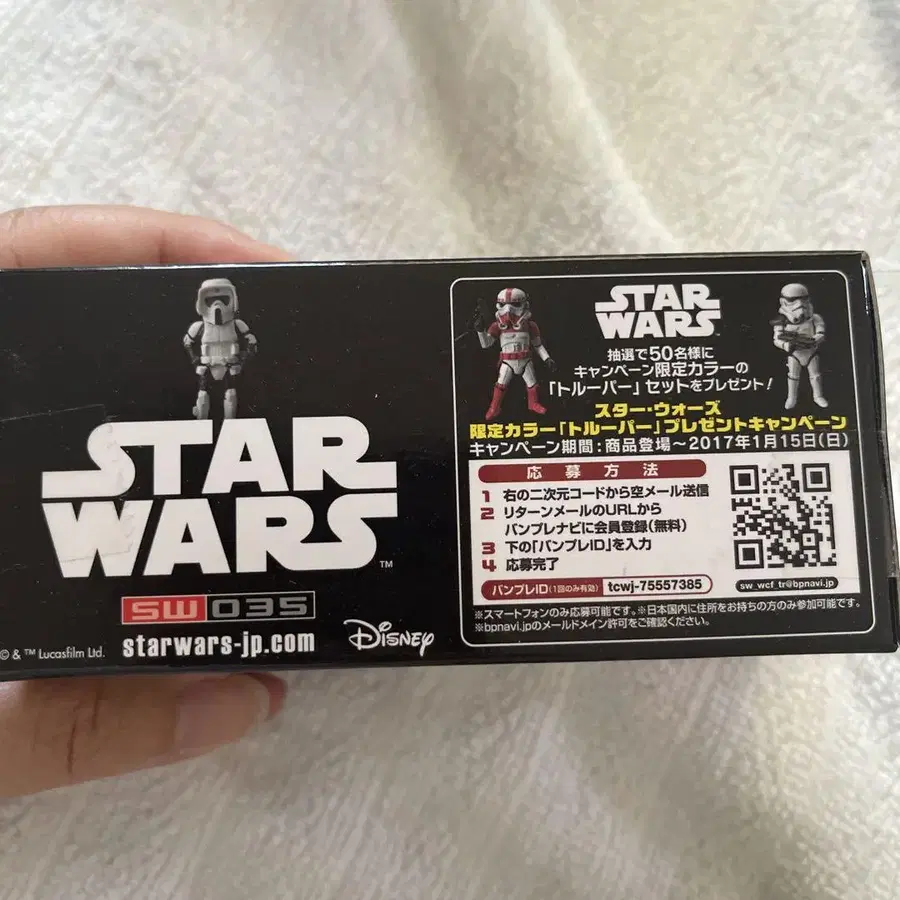 STAR
WARS™
SW 035
starwars-jp.com
© & ™ Lucasfilm Ltd.
Disney
STAR
WARS
抽選で50名様に
キャンペーン限定カラーの
「トルーパー」セットをプレゼント!
スター・ウォーズ
限定カラー「トルーパー」プレゼントキャンペーン
キャンペーン期間:商品登場〜2017年1月15日(日)
応募方法
1 右の二次元コードから空メール送信
2 リターンメールのURLから
バンプレナビに会員登録(無料)
3 下の「バンプレID」を入力
4 応募完了
バンプレID(1回のみ有効) tcwj-75557385
sw_wcf_tr@bpnavi.jp
※スマートフォンのみ応募可能です。※日本国内に住所をお持ちの方のみ参加可能です。
※bpnavi.jpのメールドメイン許可をご確認ください。